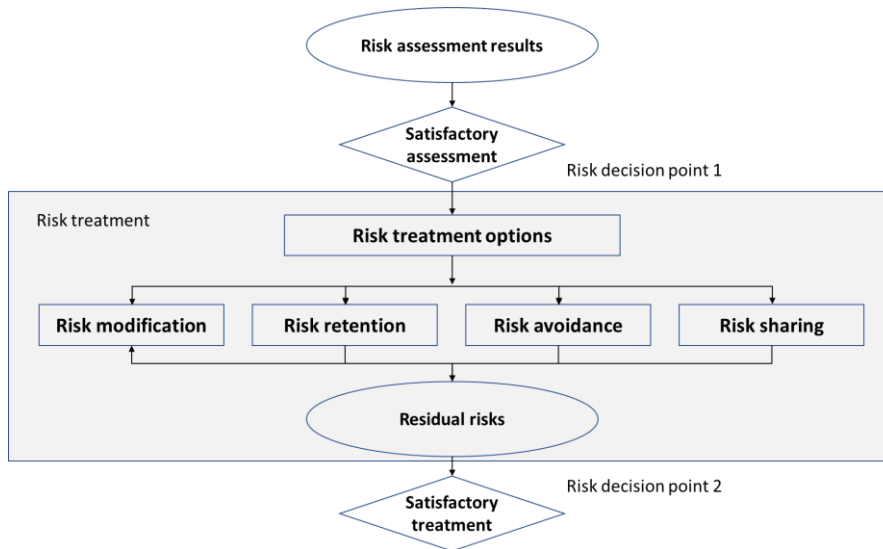 Risk assessment results
Satisfactory
assessment
Risk decision point 1
Risk treatment
Risk treatment options
Risk modification
Risk retention
Risk avoidance
Risk sharing
Residual risks
Risk decision point 2
Satisfactory
treatment